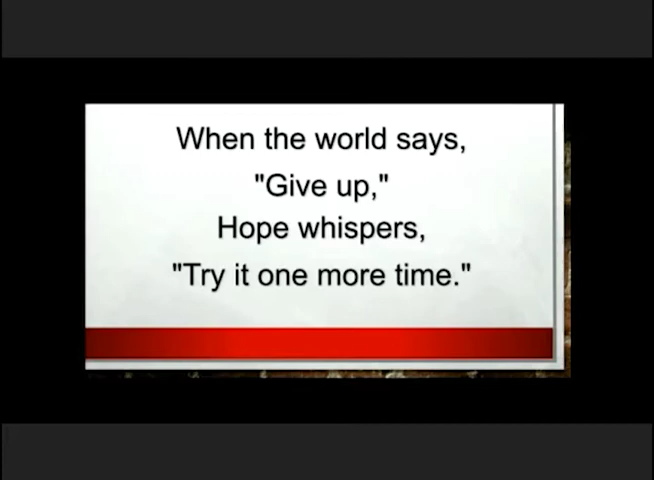 When the world says,
"Give up,"
Hope whispers,
"Try it one more time."